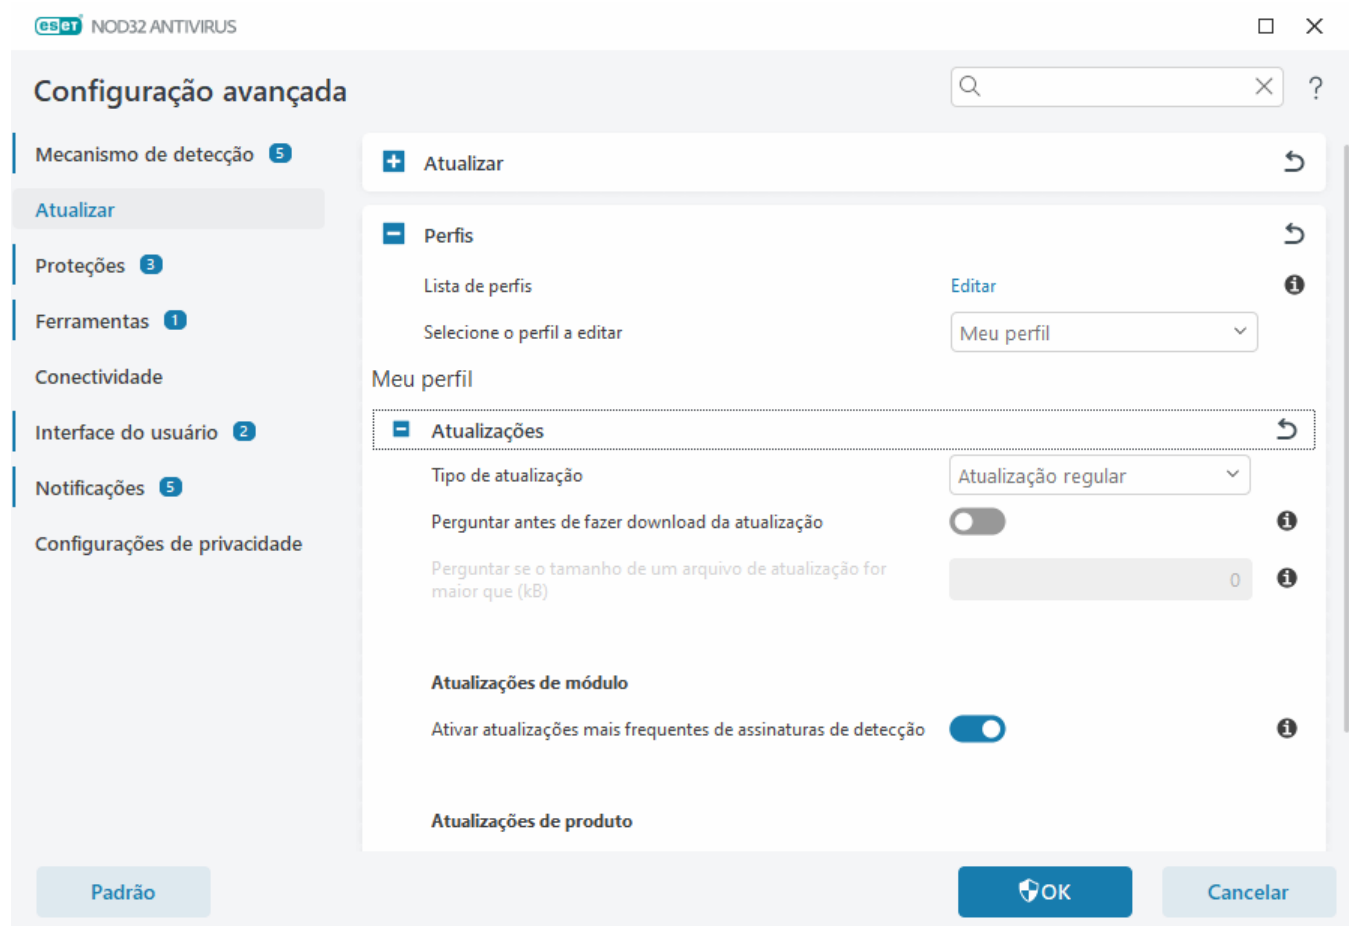 eset NOD32 ANTIVIRUS
Configuração avançada
?
Mecanismo de detecção 5
Atualizar
Proteções 3
Ferramentas 1
Conectividade
Interface do usuário 2
Notificações 5
Configurações de privacidade
Atualizar
Perfis
Lista de perfis Editar
Selecione o perfil a editar Meu perfil
Meu perfil
Atualizações
Tipo de atualização Atualização regular
Perguntar antes de fazer download da atualização
Perguntar se o tamanho de um arquivo de atualização for
maior que (kB) 0
Atualizações de módulo
Ativar atualizações mais frequentes de assinaturas de detecção
Atualizações de produto
Padrão OK Cancelar